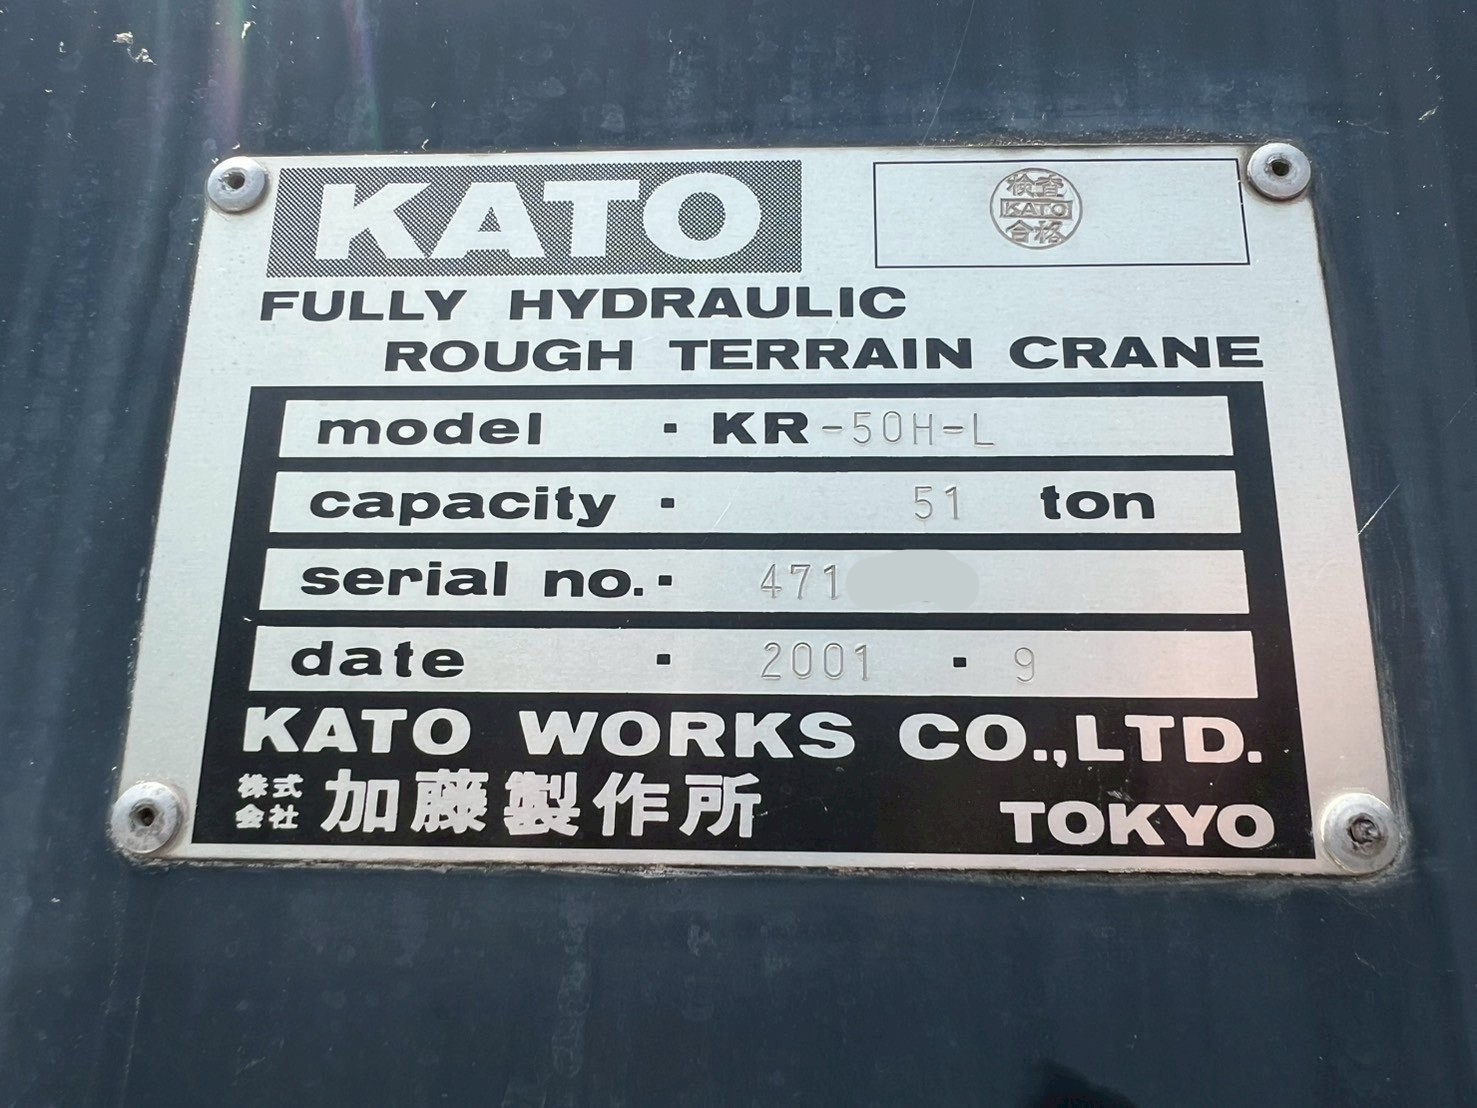 KATO
検査
KATO
合格
FULLY HYDRAULIC
ROUGH TERRAIN CRANE
model ・ KR-50H-L
capacity ・ 51 ton
serial no.・ 471
date ・ 2001 ・ 9
KATO WORKS CO.,LTD.
株式会社 加藤製作所 TOKYO